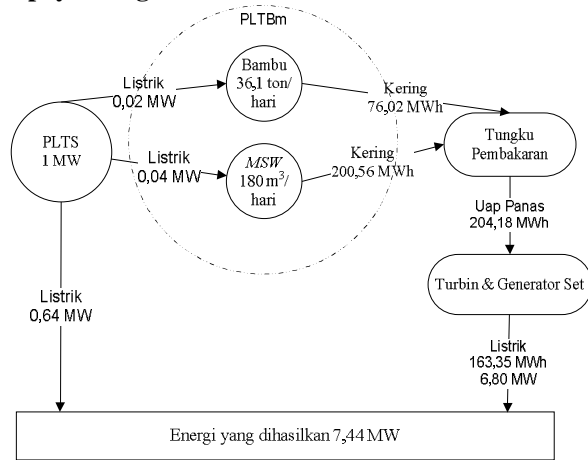 PLTBm
Bambu
36,1 ton/
hari
Listrik
0,02 MW
Kering
76,02 MWh
PLTS
1 MW
Listrik
0,04 MW
MSW
180 m³/
hari
Kering
200,56 MWh
Tungku
Pembakaran
Uap Panas
204,18 MWh
Turbin & Generator Set
Listrik
0,64 MW
Listrik
163,35 MWh
6,80 MW
Energi yang dihasilkan 7,44 MW